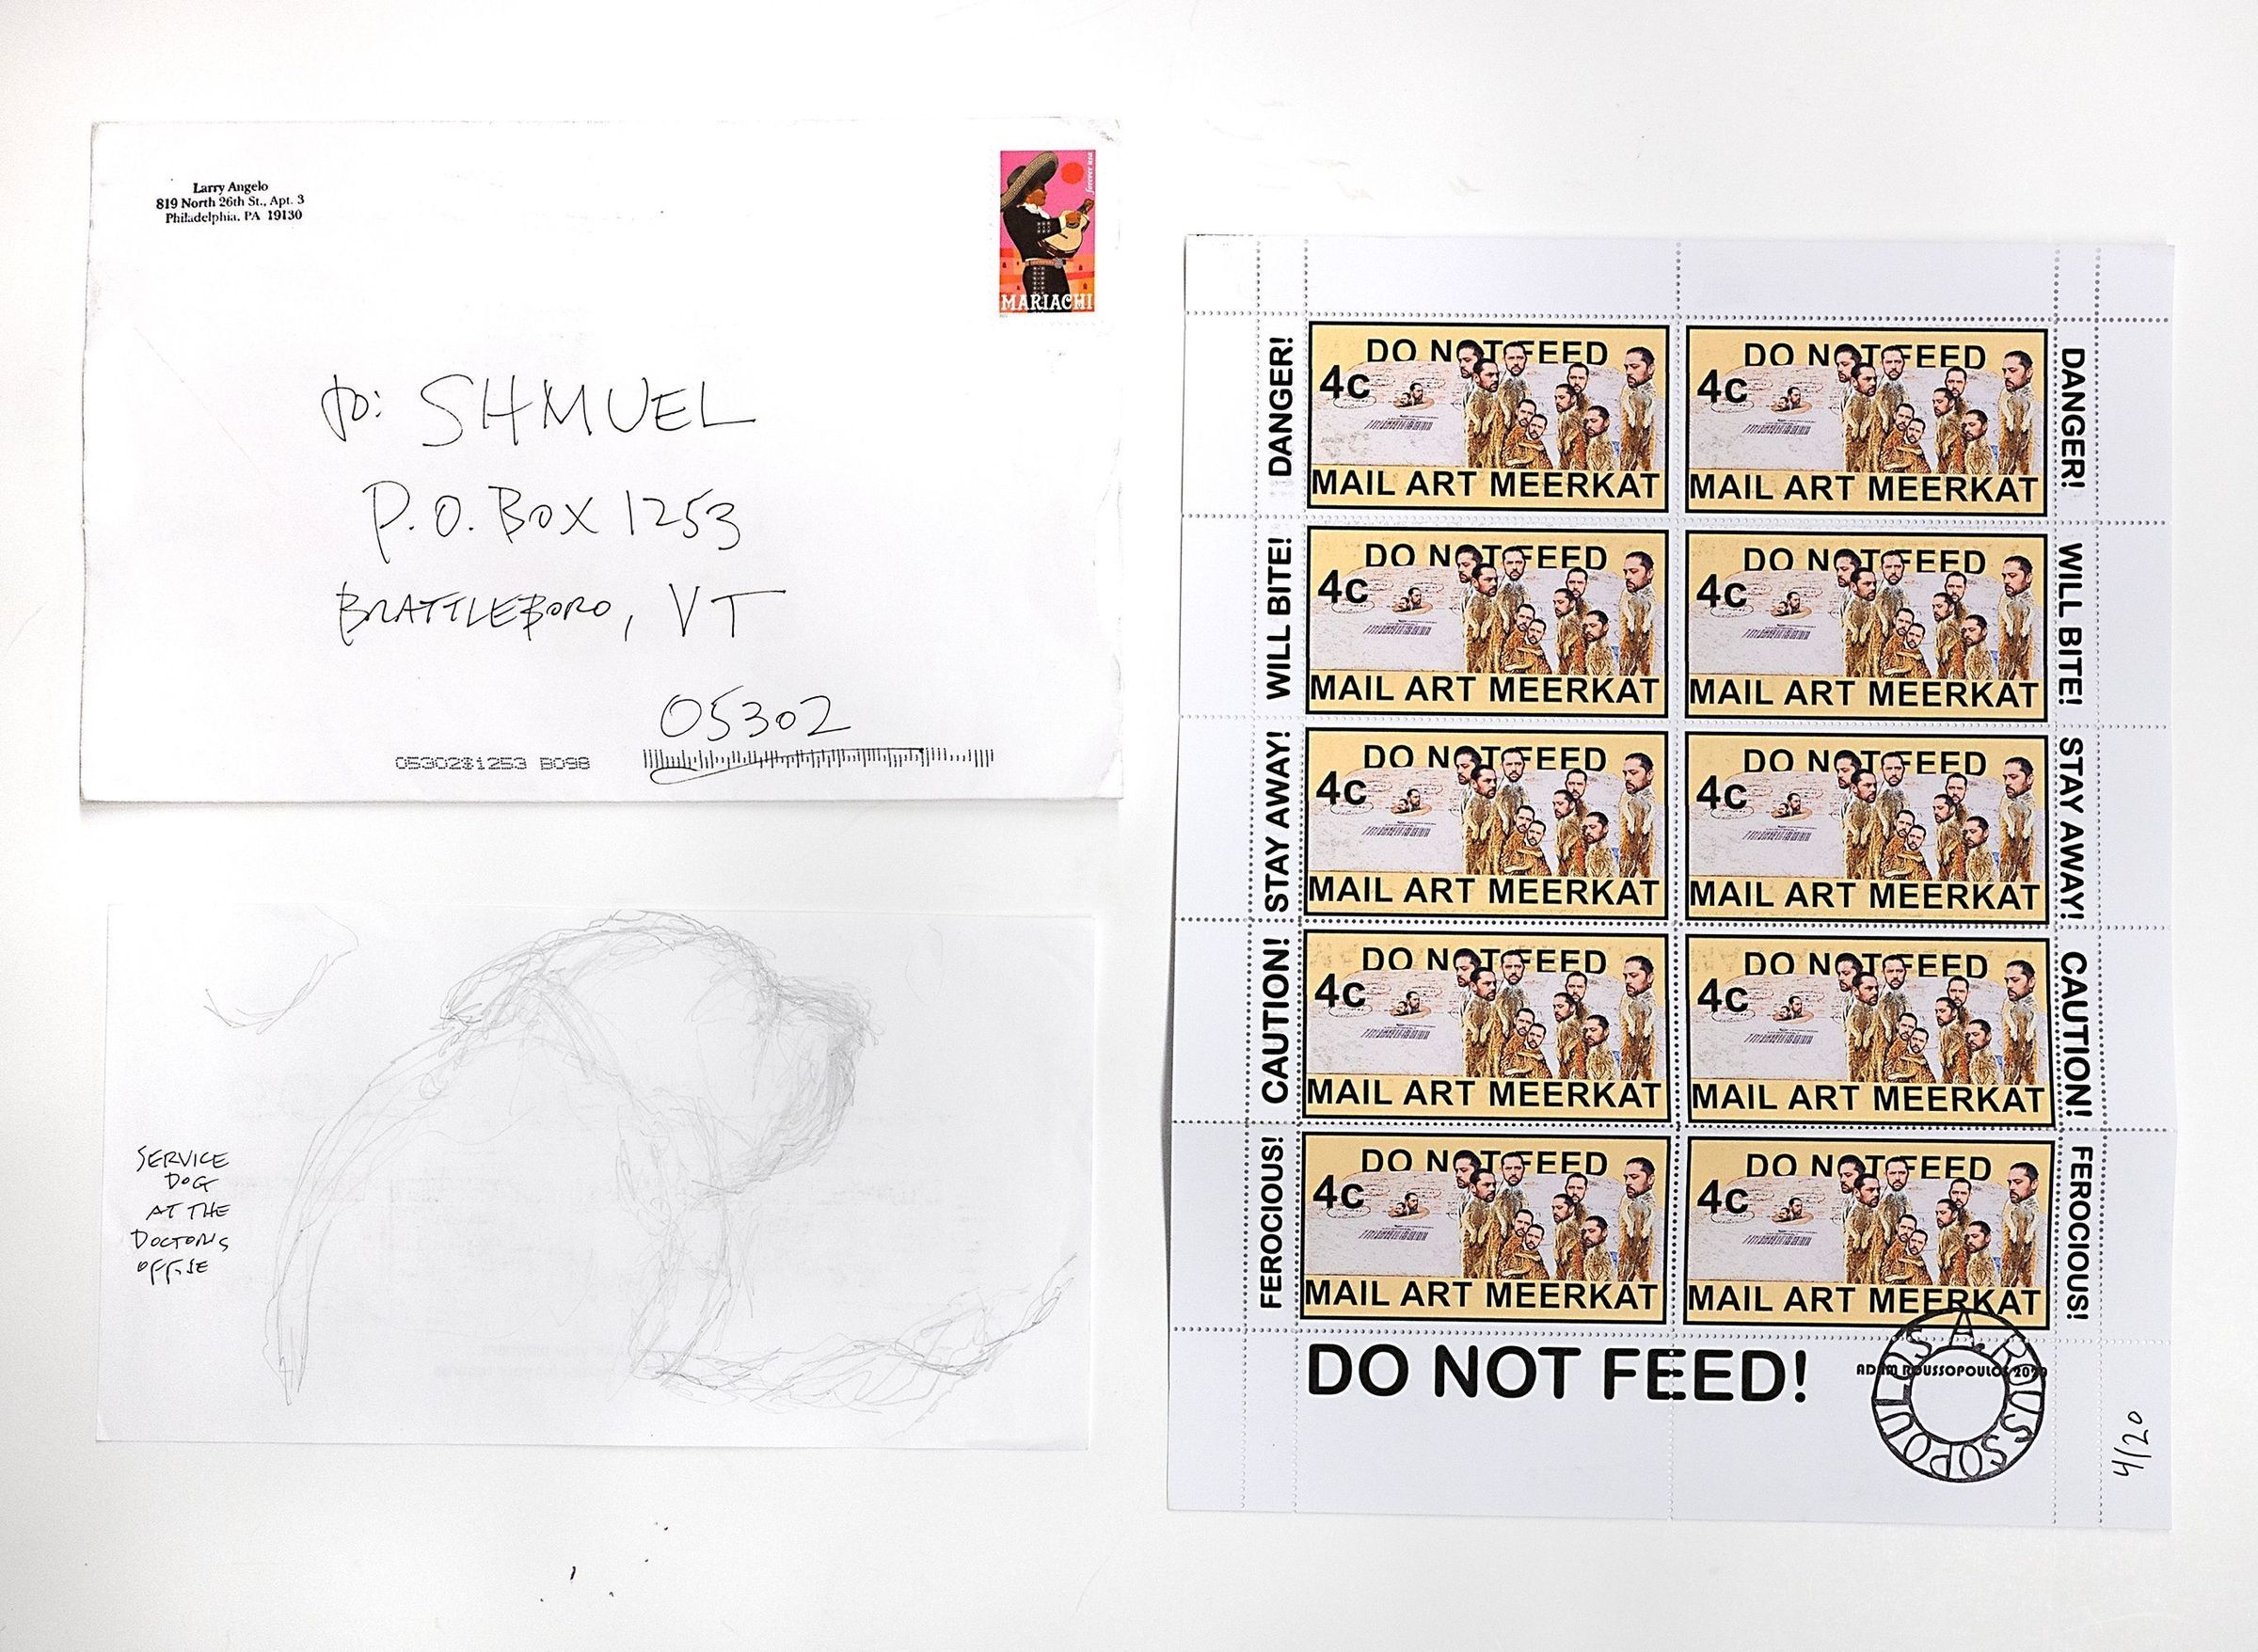 Larry Angelo
819 North 26th St., Apt. 3
Philadelphia, PA 19130
forever usa
MARIACHI
to: SHMUEL
P.O. BOX 1253
BRATTLEBORO, VT
05302
05302$1253 B098
SERVICE
DOG
AT THE
DOCTOR'S
OFFISE
DANGER!
DO NOT FEED
4c
MAIL ART MEERKAT
DO NOT FEED
4c
MAIL ART MEERKAT
DANGER!
WILL BITE!
DO NOT FEED
4c
MAIL ART MEERKAT
DO NOT FEED
4c
MAIL ART MEERKAT
WILL BITE!
STAY AWAY!
DO NOT FEED
4c
MAIL ART MEERKAT
DO NOT FEED
4c
MAIL ART MEERKAT
STAY AWAY!
CAUTION!
DO NOT FEED
4c
MAIL ART MEERKAT
DO NOT FEED
4c
MAIL ART MEERKAT
CAUTION!
FEROCIOUS!
DO NOT FEED
4c
MAIL ART MEERKAT
DO NOT FEED
4c
MAIL ART MEERKAT
FEROCIOUS!
DO NOT FEED!
ADAM ROUSSOPOULOS
A. ROUSSOPOULOS
4/20